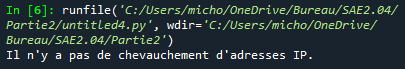 In [6]: runfile('C:/Users/micho/OneDrive/Bureau/SAE2.04/
Partie2/untitled4.py', wdir='C:/Users/micho/OneDrive/
Bureau/SAE2.04/Partie2')
Il n'y a pas de chevauchement d'adresses IP.